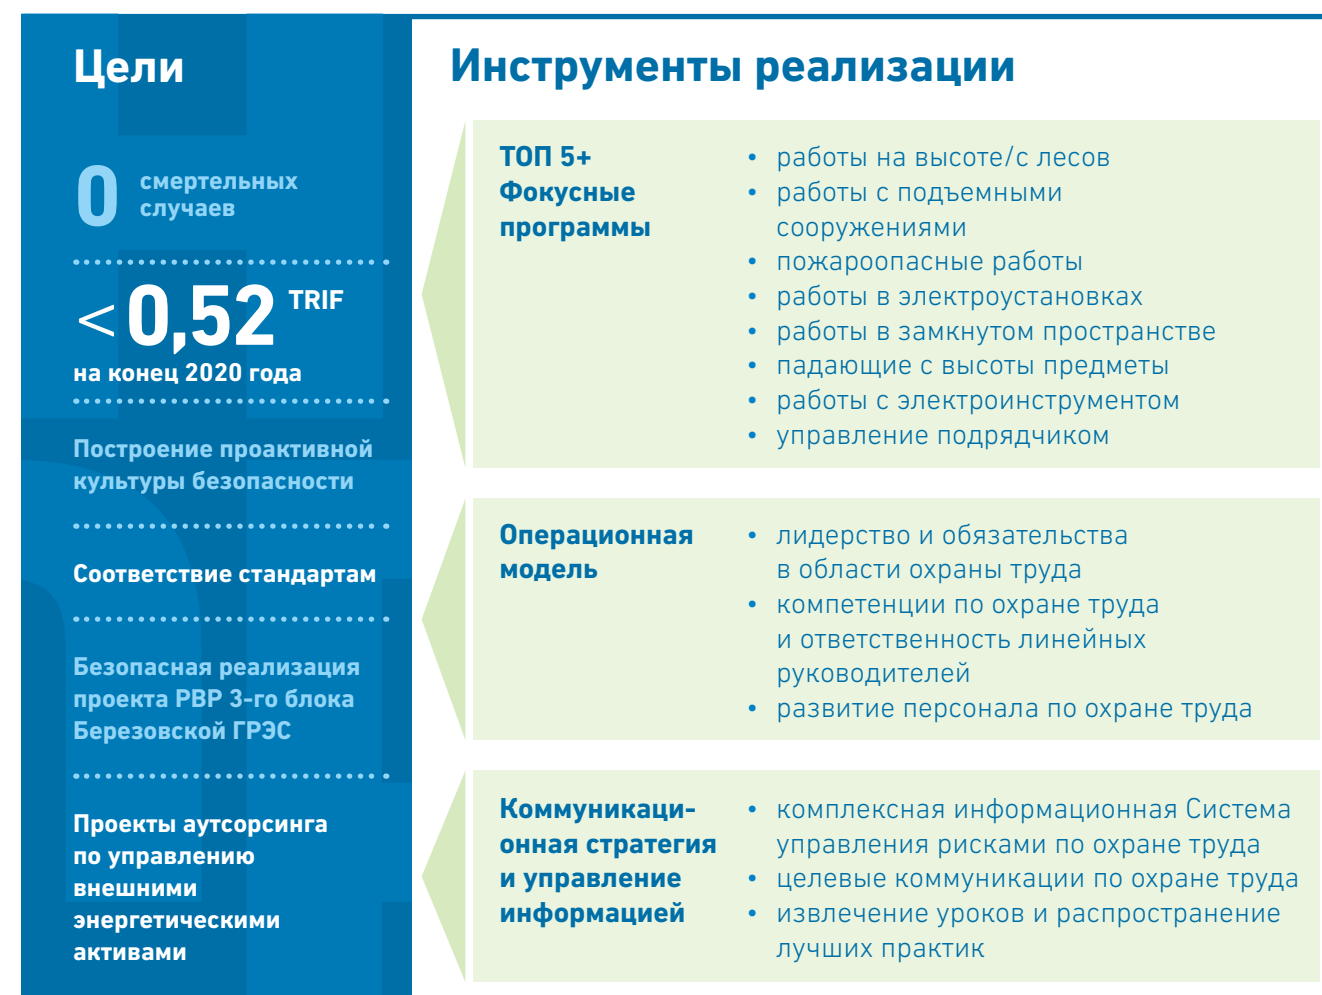 Цели
0 смертельных
случаев
<0,52 TRIF
на конец 2020 года
Построение проактивной
культуры безопасности
Соответствие стандартам
Безопасная реализация
проекта РВР 3-го блока
Березовской ГРЭС
Проекты аутсорсинга
по управлению
внешними
энергетическими
активами
Инструменты реализации
ТОП 5+
Фокусные
программы
• работы на высоте/с лесов
• работы с подъемными
сооружениями
• пожароопасные работы
• работы в электроустановках
• работы в замкнутом пространстве
• падающие с высоты предметы
• работы с электроинструментом
• управление подрядчиком
Операционная
модель
• лидерство и обязательства
в области охраны труда
• компетенции по охране труда
и ответственность линейных
руководителей
• развитие персонала по охране труда
Коммуникаци-
онная стратегия
и управление
информацией
• комплексная информационная Система
управления рисками по охране труда
• целевые коммуникации по охране труда
• извлечение уроков и распространение
лучших практик